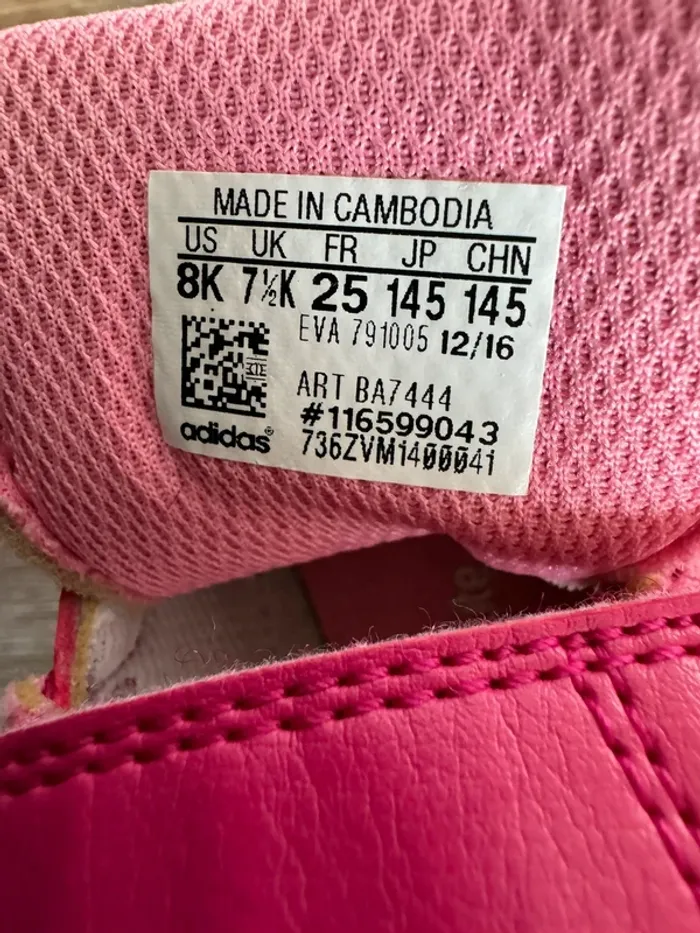 MADE IN CAMBODIA
US UK FR JP CHN
8K 7½K 25 145 145
EVA 791005 12/16
ART BA7444
#116599043
adidas® 736ZVM1400041